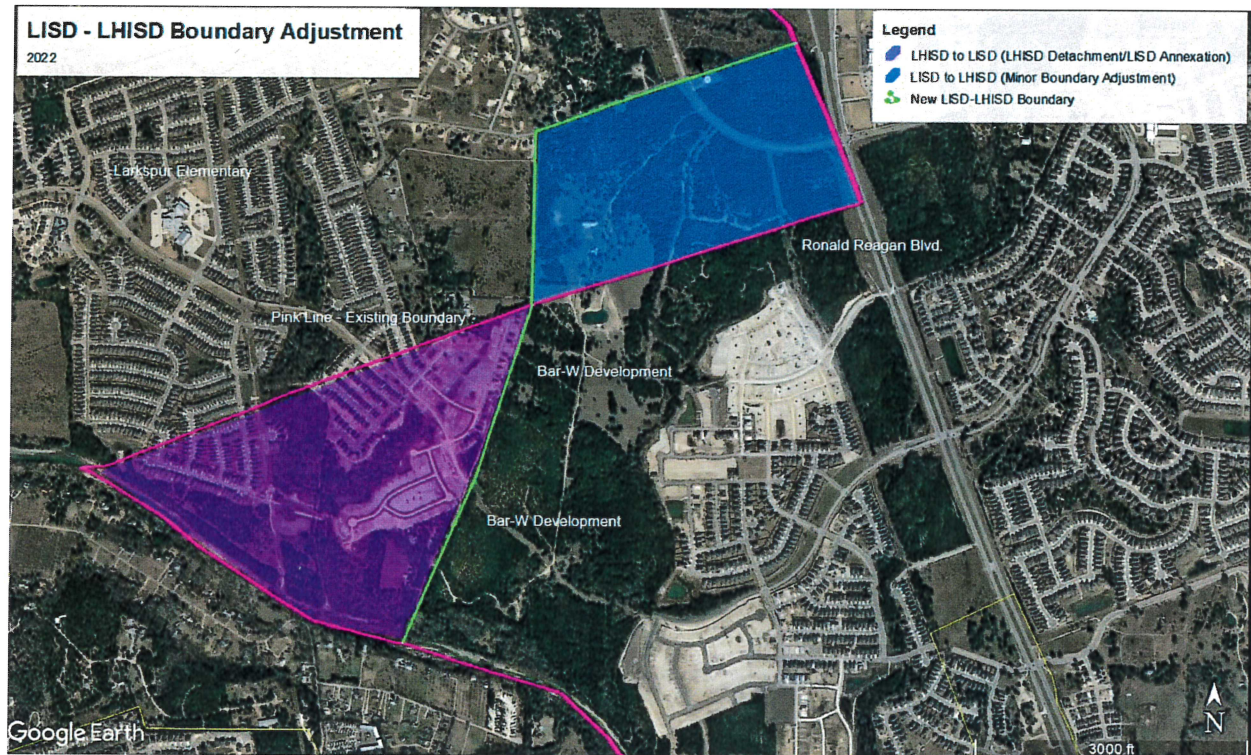 LISD - LHISD Boundary Adjustment
2022
Legend
LHISD to LISD (LHISD Detachment/LISD Annexation)
LISD to LHISD (Minor Boundary Adjustment)
New LISD-LHISD Boundary
Larkspur Elementary
Ronald Reagan Blvd.
Pink Line - Existing Boundary
Bar-W Development
Bar-W Development
Google Earth
N
3000 ft